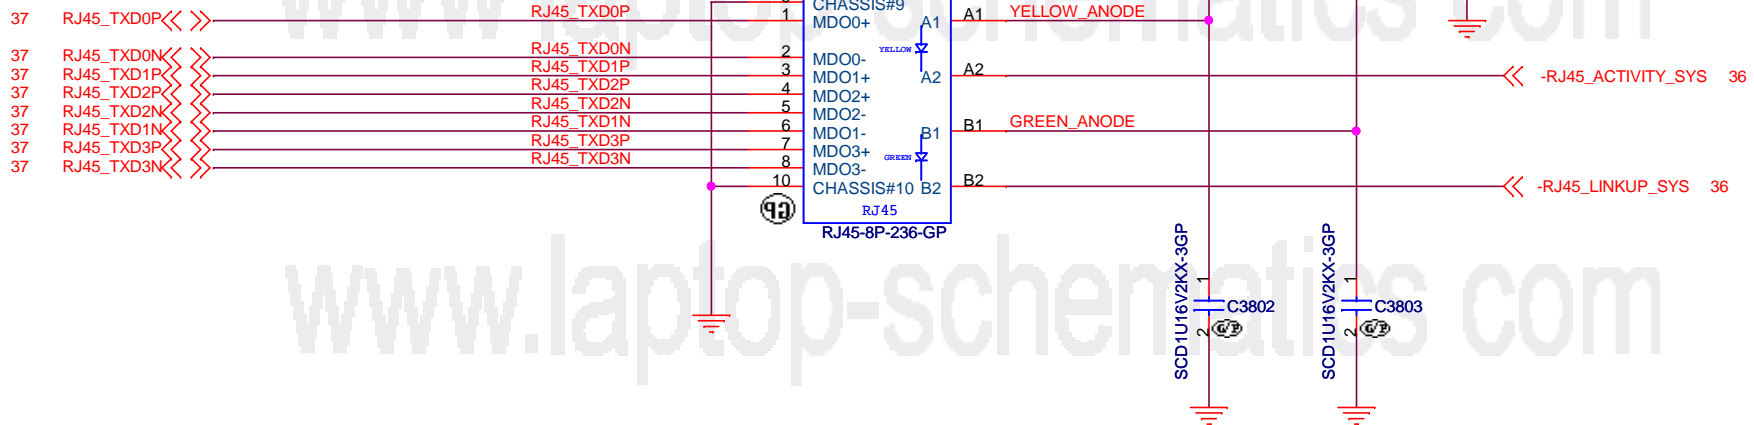 CHASSIS#9
37 RJ45_TXD0P RJ45_TXD0P 1 MDO0+ A1 A1 YELLOW_ANODE
YELLOW
37 RJ45_TXD0N RJ45_TXD0N 2 MDO0-
37 RJ45_TXD1P RJ45_TXD1P 3 MDO1+ A2 A2 -RJ45_ACTIVITY_SYS 36
37 RJ45_TXD2P RJ45_TXD2P 4 MDO2+
37 RJ45_TXD2N RJ45_TXD2N 5 MDO2-
37 RJ45_TXD1N RJ45_TXD1N 6 MDO1- B1 B1 GREEN_ANODE
37 RJ45_TXD3P RJ45_TXD3P 7 MDO3+
GREEN
37 RJ45_TXD3N RJ45_TXD3N 8 MDO3-
10 CHASSIS#10 B2 B2 -RJ45_LINKUP_SYS 36
RJ45
RJ45-8P-236-GP
SCD1U16V2KX-3GP
1
C3802
2
SCD1U16V2KX-3GP
1
C3803
2
www.laptop-schematics com